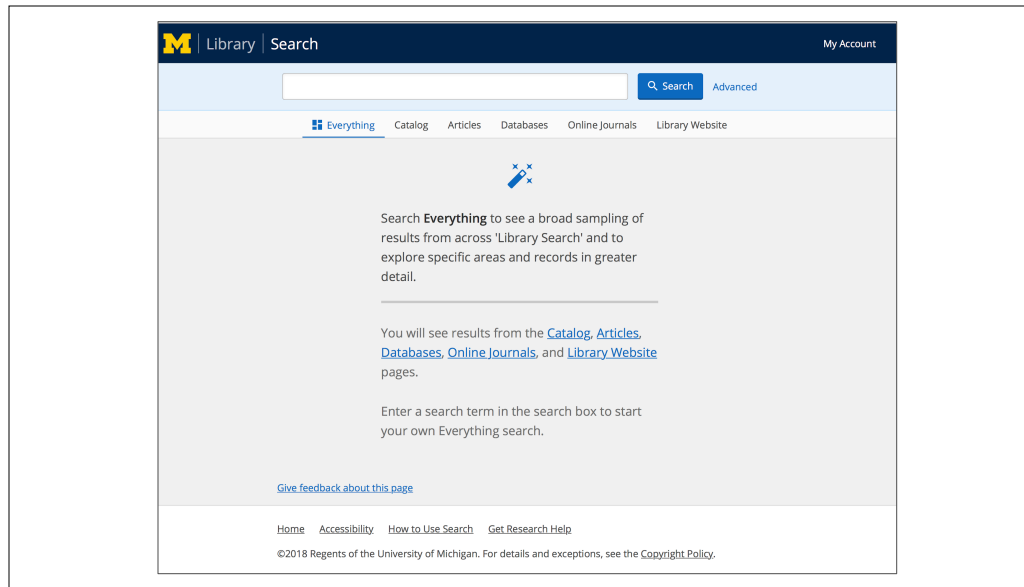 M Library Search My Account
Search Advanced
Everything Catalog Articles Databases Online Journals Library Website
Search Everything to see a broad sampling of
results from across 'Library Search' and to
explore specific areas and records in greater
detail.
You will see results from the Catalog, Articles,
Databases, Online Journals, and Library Website
pages.
Enter a search term in the search box to start
your own Everything search.
Give feedback about this page
Home Accessibility How to Use Search Get Research Help
©2018 Regents of the University of Michigan. For details and exceptions, see the Copyright Policy.